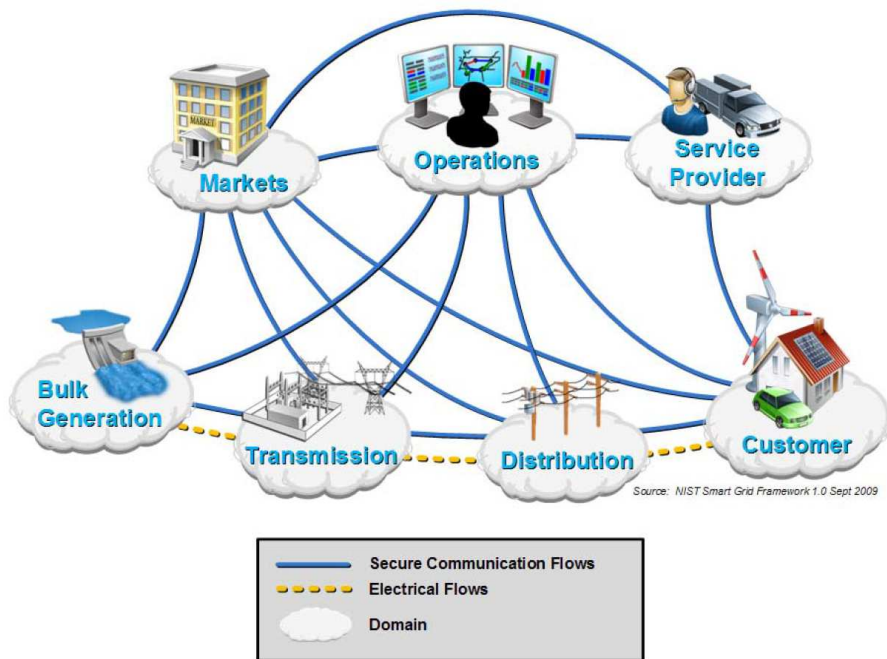 MARKET
Markets
Operations
Service
Provider
Bulk
Generation
Transmission
Distribution
Customer
Source: NIST Smart Grid Framework 1.0 Sept 2009
Secure Communication Flows
Electrical Flows
Domain